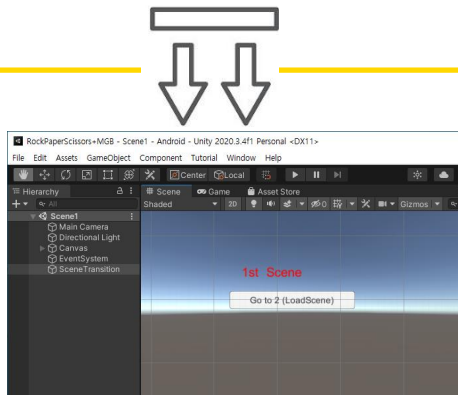 RockPaperScissors+MGB - Scene1 - Android - Unity 2020.3.4f1 Personal <DX11>
File Edit Assets GameObject Component Tutorial Window Help
Center Local
Hierarchy
Scene Game Asset Store
All
Shaded 2D 0 Gizmos
Scene1
Main Camera
Directional Light
Canvas
EventSystem
SceneTransition
1st Scene
Go to 2 (LoadScene)